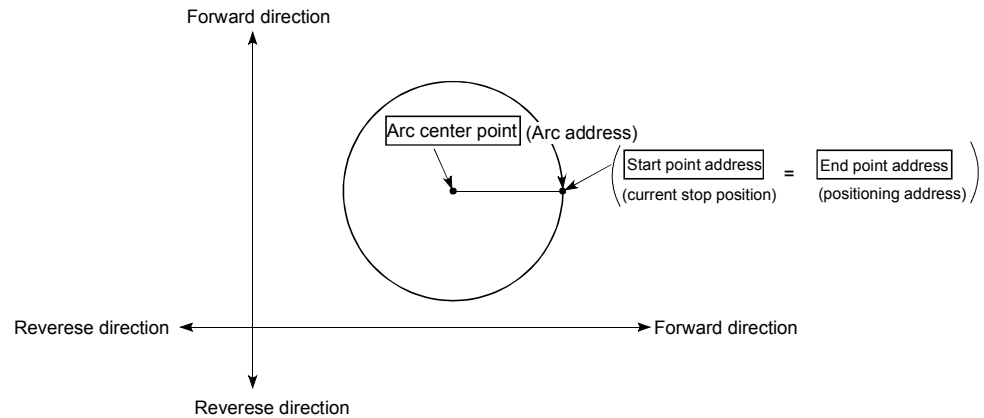 Forward direction
Arc center point (Arc address)
Start point address = End point address
(current stop position) (positioning address)
Reverese direction
Forward direction
Reverese direction